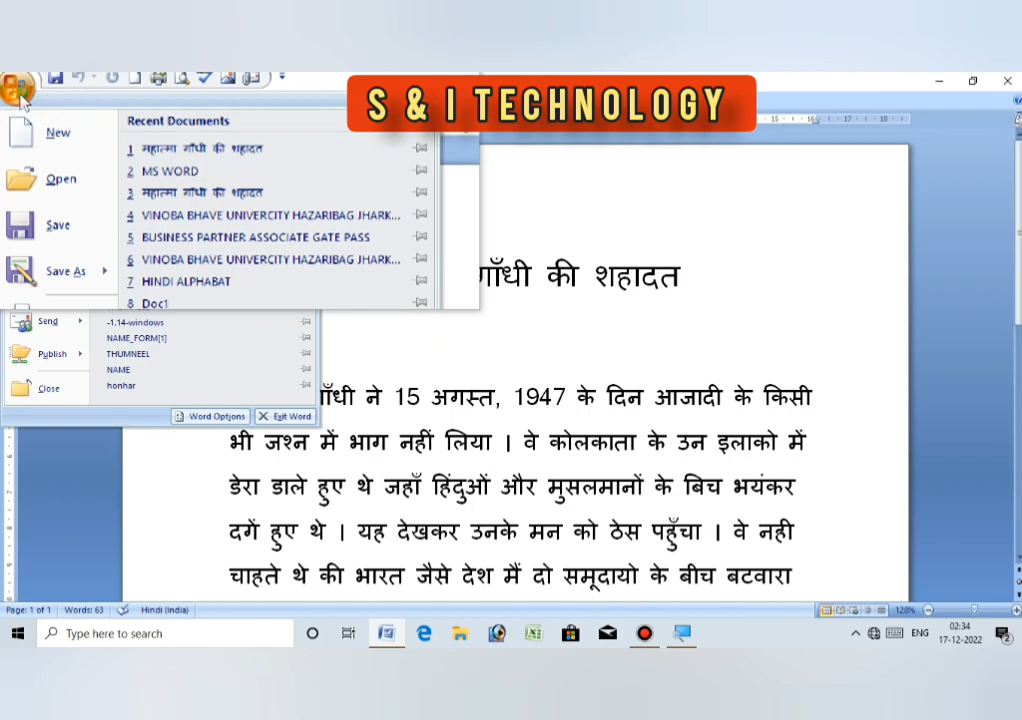 S & I TECHNOLOGY
New
Open
Save
Save As
Send
Publish
Close
Recent Documents
1 महात्मा गाँधी की शहादत
2 MS WORD
3 महात्मा गाँधी की शहादत
4 VINOBA BHAVE UNIVERCITY HAZARIBAG JHARK...
5 BUSINESS PARTNER ASSOCIATE GATE PASS
6 VINOBA BHAVE UNIVERCITY HAZARIBAG JHARK...
7 HINDI ALPHABAT
8 Doc1
-1.14-windows
NAME_FORM[1]
THUMNEEL
NAME
honhar
Word Options
Exit Word
15 16 17 18
गाँधी की शहादत
गाँधी ने 15 अगस्त, 1947 के दिन आजादी के किसी
भी जश्न में भाग नहीं लिया । वे कोलकाता के उन इलाको में
डेरा डाले हुए थे जहाँ हिंदुओं और मुसलमानों के बिच भयंकर
दगें हुए थे । यह देखकर उनके मन को ठेस पहुँचा । वे नही
चाहते थे की भारत जैसे देश मैं दो समूदायो के बीच बटवारा
Page: 1 of 1 Words: 63 Hindi (India) 128%
Type here to search
ENG
02:34
17-12-2022
2